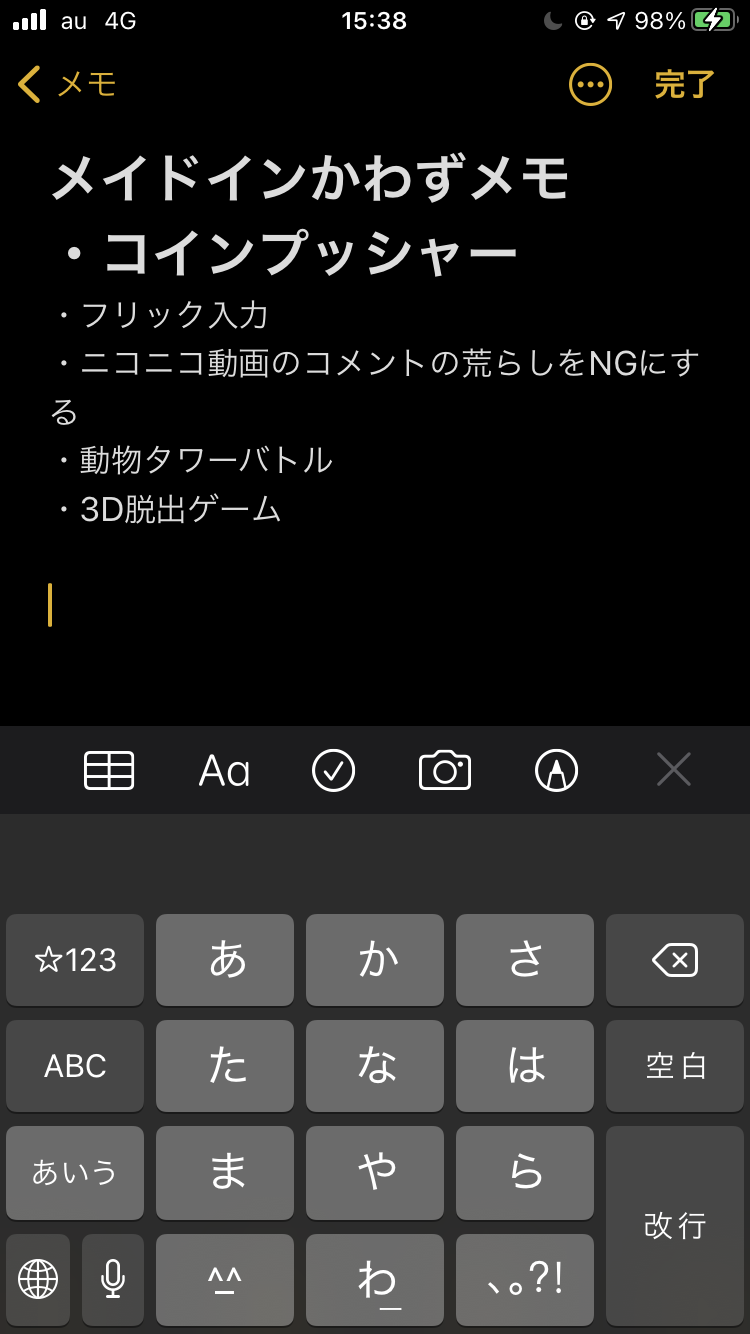 au 4G 15:38 98%
メモ 完了
メイドインかわずメモ
・コインプッシャー
・フリック入力
・ニコニコ動画のコメントの荒らしをNGにす
る
・動物タワーバトル
・3D脱出ゲーム
Aa
☆123 あ か さ
ABC た な は 空白
あいう ま や ら 改行
^^ わ 、。?!